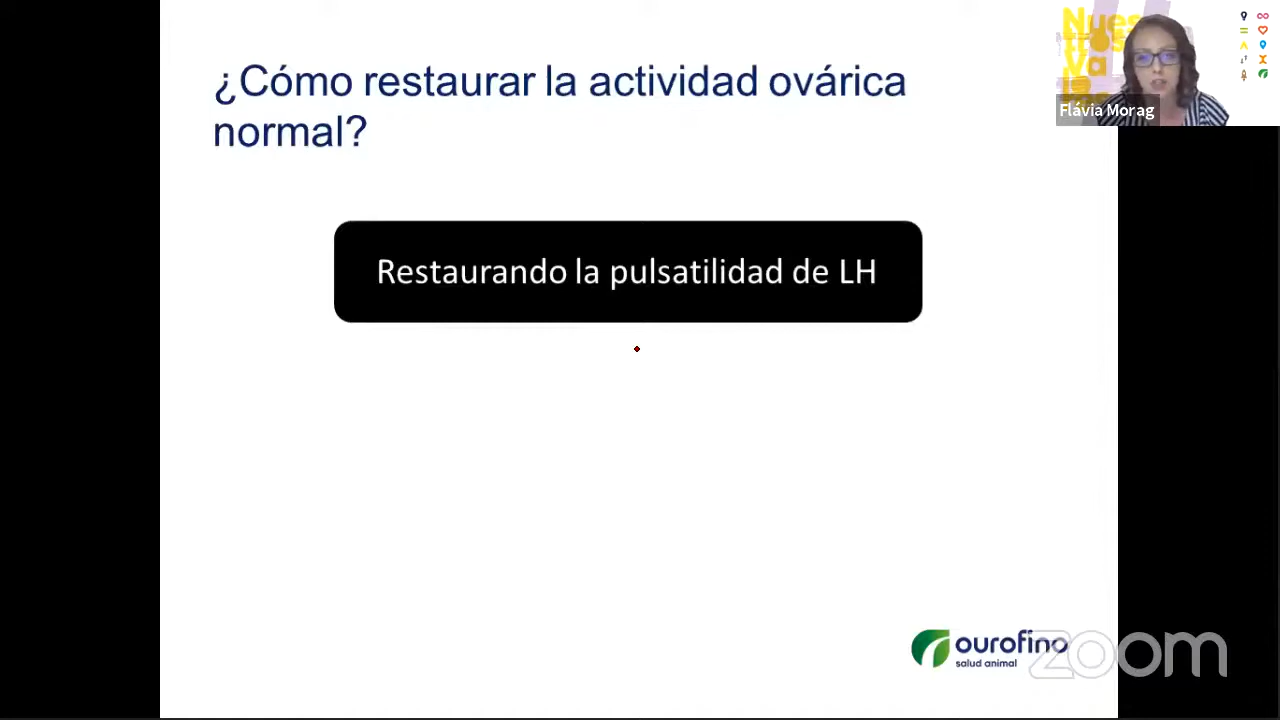 ¿Cómo restaurar la actividad ovárica
normal?
Restaurando la pulsatilidad de LH
Flávia Morag
ourofino
salud animal
zoom